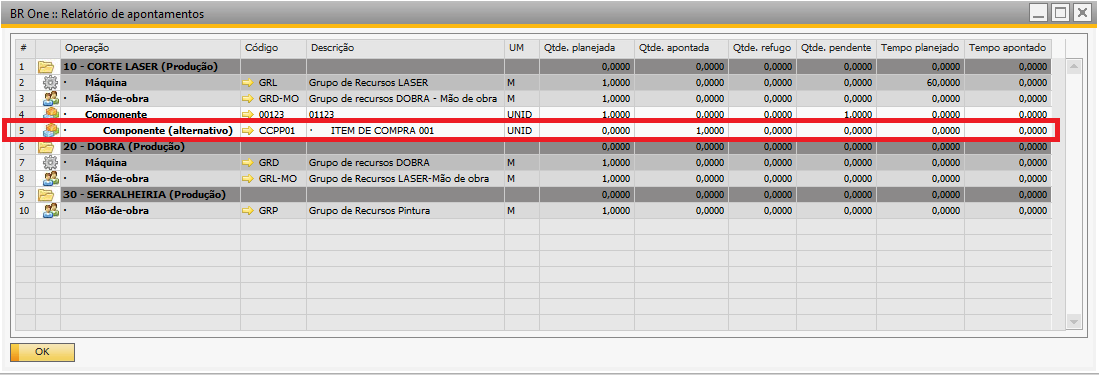 BR One :: Relatório de apontamentos
# Operação Código Descrição UM Qtde. planejada Qtde. apontada Qtde. refugo Qtde. pendente Tempo planejado Tempo apontado
1 10 - CORTE LASER (Produção) 0,0000 0,0000 0,0000 0,0000 0,0000 0,0000
2 · Máquina GRL Grupo de Recursos LASER M 1,0000 0,0000 0,0000 0,0000 60,0000 0,0000
3 · Mão-de-obra GRD-MO Grupo de recursos DOBRA - Mão de obra M 1,0000 0,0000 0,0000 0,0000 0,0000 0,0000
4 · Componente 00123 01123 UNID 1,0000 0,0000 0,0000 1,0000 0,0000 0,0000
5 · Componente (alternativo) CCPP01 · ITEM DE COMPRA 001 UNID 0,0000 1,0000 0,0000 0,0000 0,0000 0,0000
6 20 - DOBRA (Produção) 0,0000 0,0000 0,0000 0,0000 0,0000 0,0000
7 · Máquina GRD Grupo de recursos DOBRA M 1,0000 0,0000 0,0000 0,0000 0,0000 0,0000
8 · Mão-de-obra GRL-MO Grupo de Recursos LASER-Mão de obra M 1,0000 0,0000 0,0000 0,0000 0,0000 0,0000
9 30 - SERRALHEIRIA (Produção) 0,0000 0,0000 0,0000 0,0000 0,0000 0,0000
10 · Mão-de-obra GRP Grupo de Recursos Pintura M 1,0000 0,0000 0,0000 0,0000 0,0000 0,0000
OK